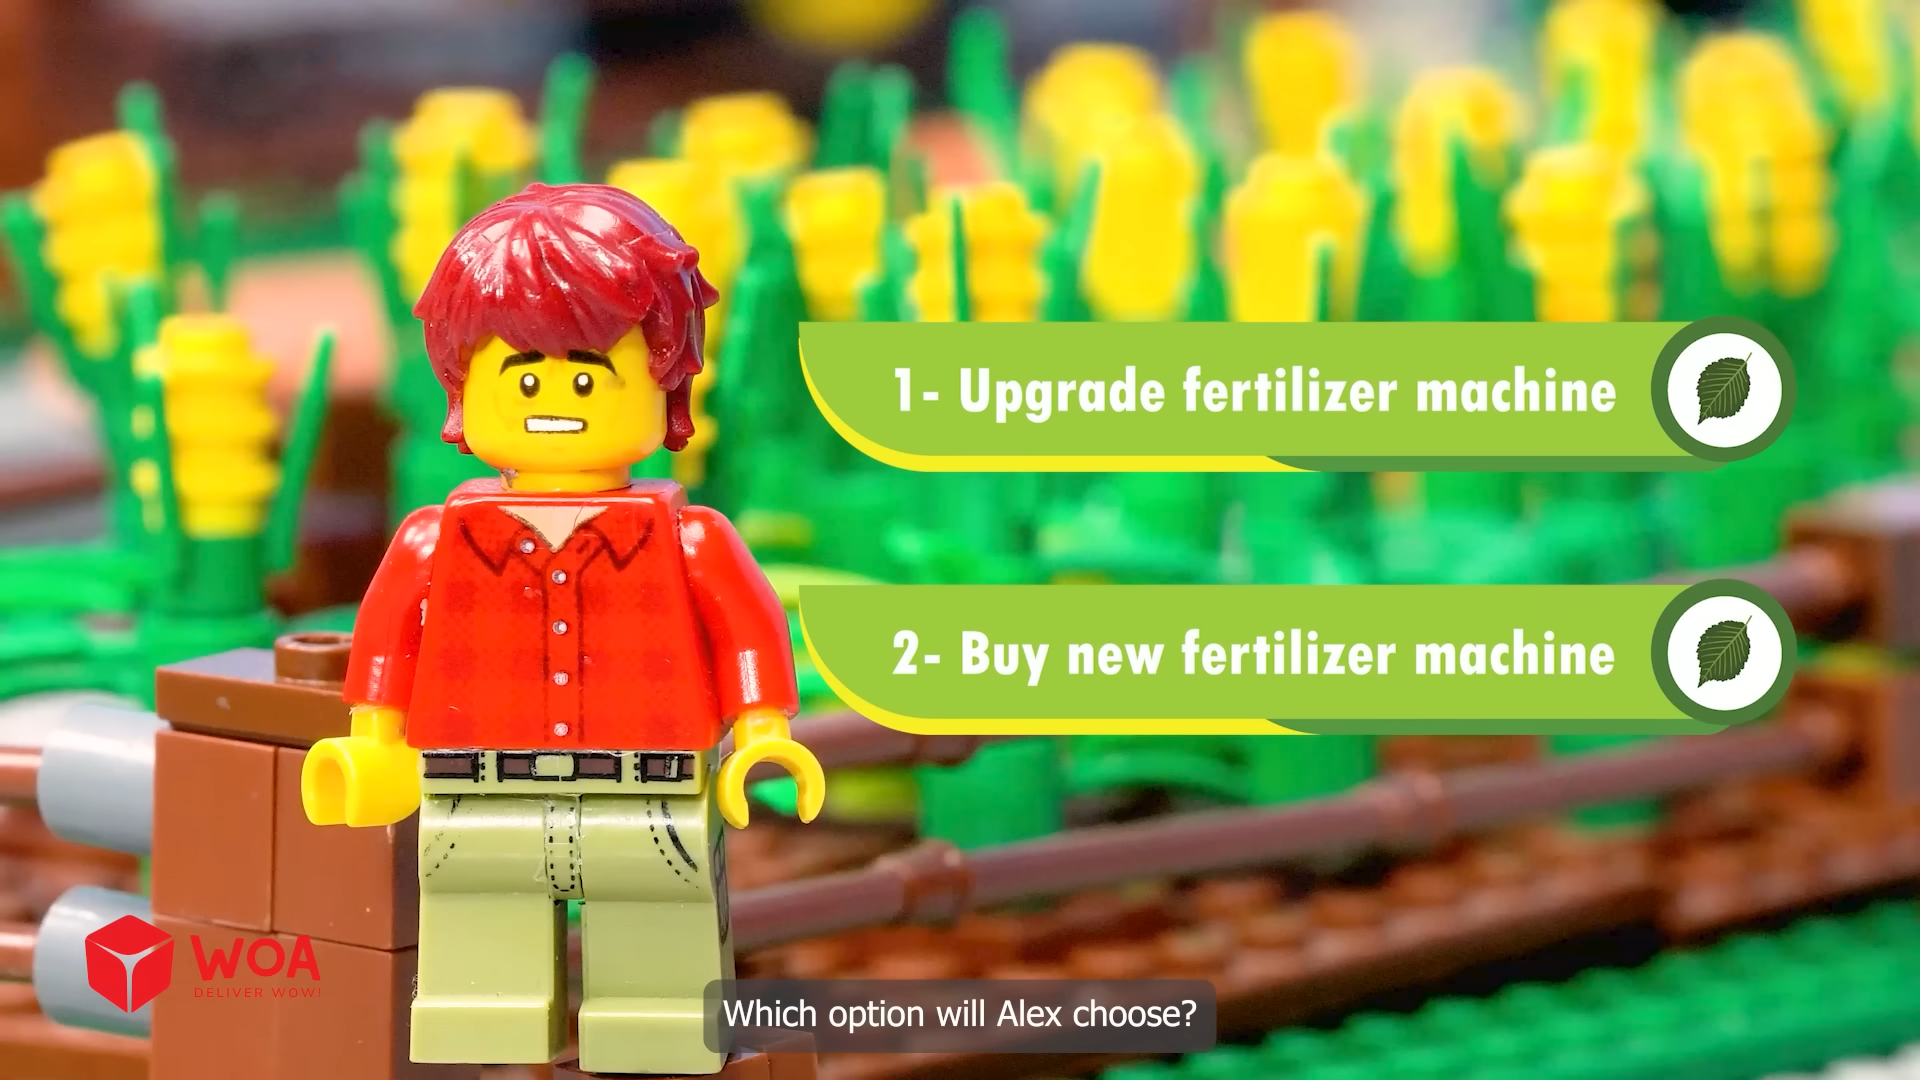 1- Upgrade fertilizer machine
2- Buy new fertilizer machine
WOA
DELIVER WOW!
Which option will Alex choose?